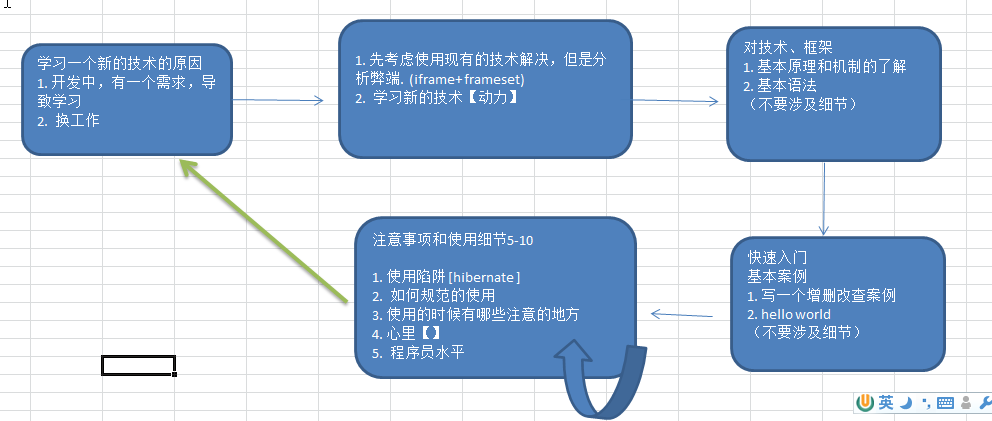 学习一个新的技术的原因
1. 开发中，有一个需求，导
致学习
2. 换工作
1. 先考虑使用现有的技术解决，但是分
析弊端. (iframe+frameset)
2. 学习新的技术【动力】
对技术、框架
1. 基本原理和机制的了解
2. 基本语法
（不要涉及细节）
快速入门
基本案例
1. 写一个增删改查案例
2. hello world
（不要涉及细节）
注意事项和使用细节5-10
1. 使用陷阱 [hibernate ]
2. 如何规范的使用
3. 使用的时候有哪些注意的地方
4. 心里【】
5. 程序员水平
英